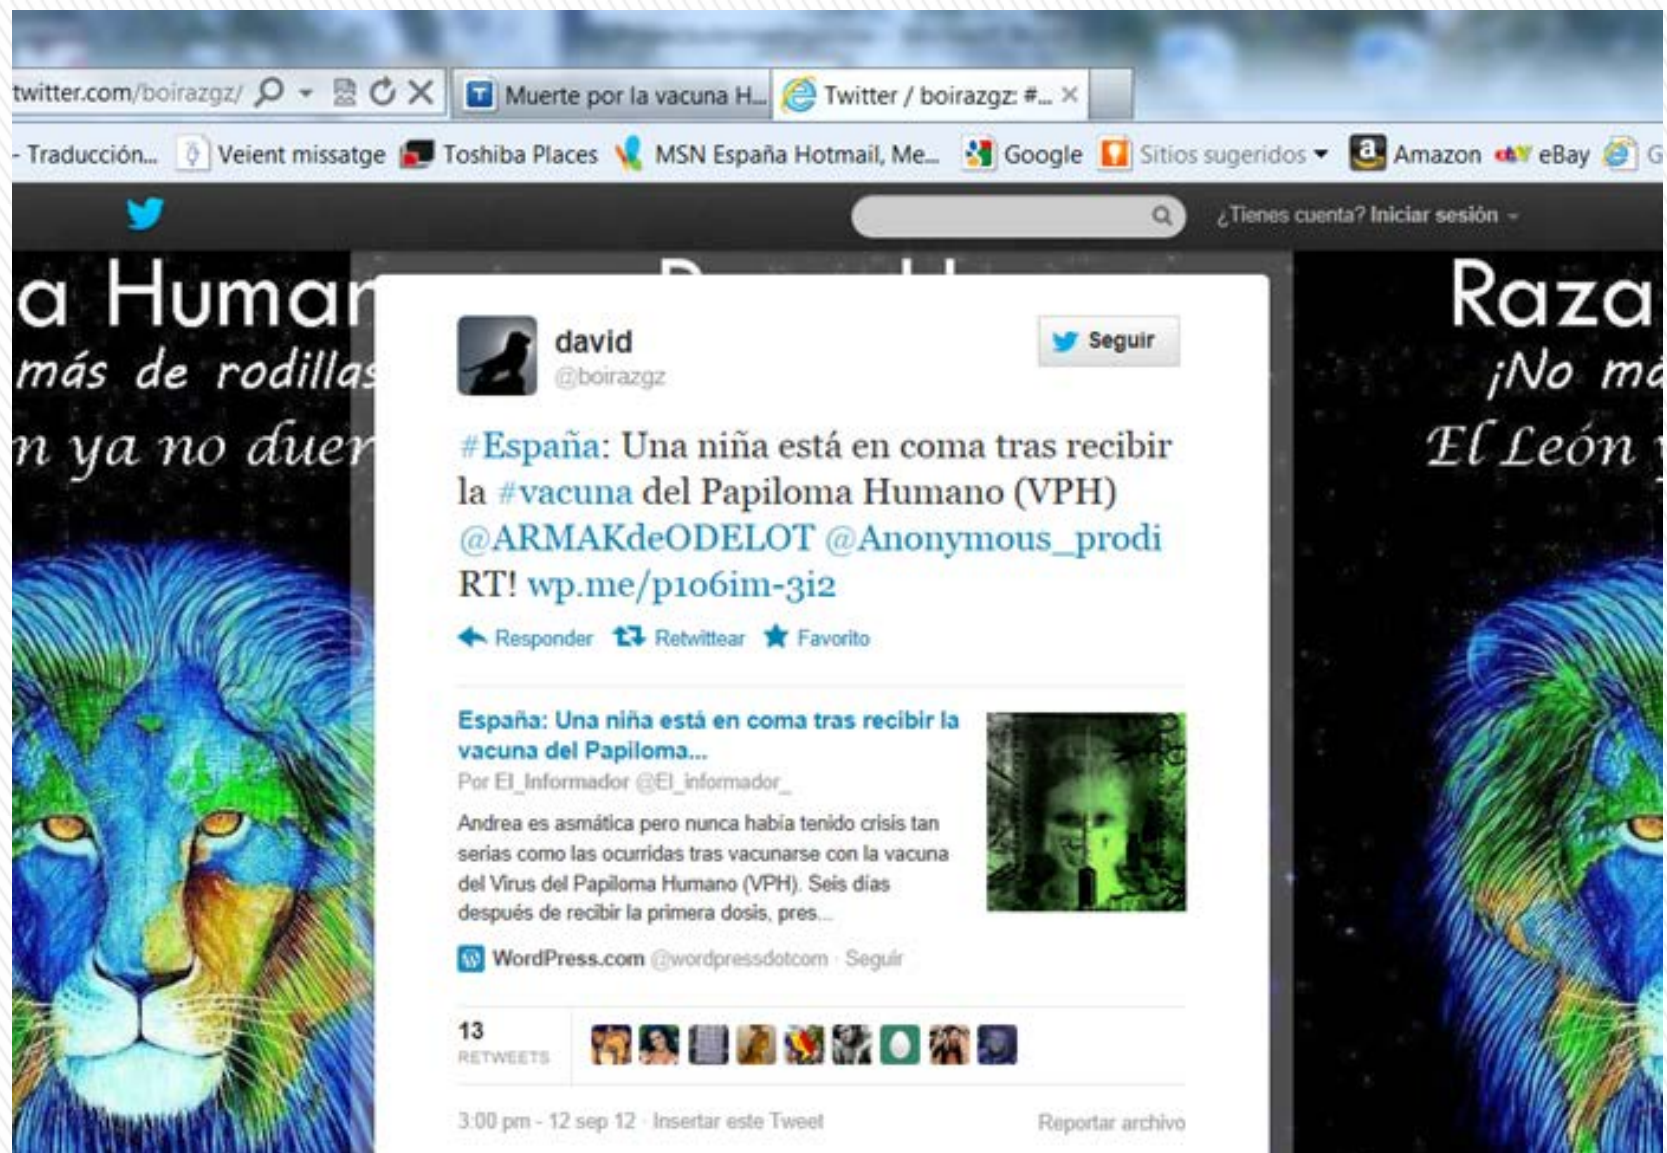 twitter.com/boirazgz/
Muerte por la vacuna H...
Twitter / boirazgz: #...
- Traducción...
Veient missatge
Toshiba Places
MSN España Hotmail, Me...
Google
Sitios sugeridos
Amazon
eBay
G
¿Tienes cuenta? Iniciar sesión
a Human
más de rodillas
n ya no duer
Raza
¡No má
El León y
david
@boirazgz
Seguir
#España: Una niña está en coma tras recibir
la #vacuna del Papiloma Humano (VPH)
@ARMAKdeODELOT @Anonymous_prodi
RT! wp.me/p1o6im-3i2
Responder Retwittear Favorito
España: Una niña está en coma tras recibir la
vacuna del Papiloma...
Por El_Informador @El_informador_
Andrea es asmática pero nunca había tenido crisis tan
serias como las ocurridas tras vacunarse con la vacuna
del Virus del Papiloma Humano (VPH). Seis días
después de recibir la primera dosis, pres...
WordPress.com @wordpressdotcom · Seguir
13
RETWEETS
3:00 pm - 12 sep 12 · Insertar este Tweet
Reportar archivo